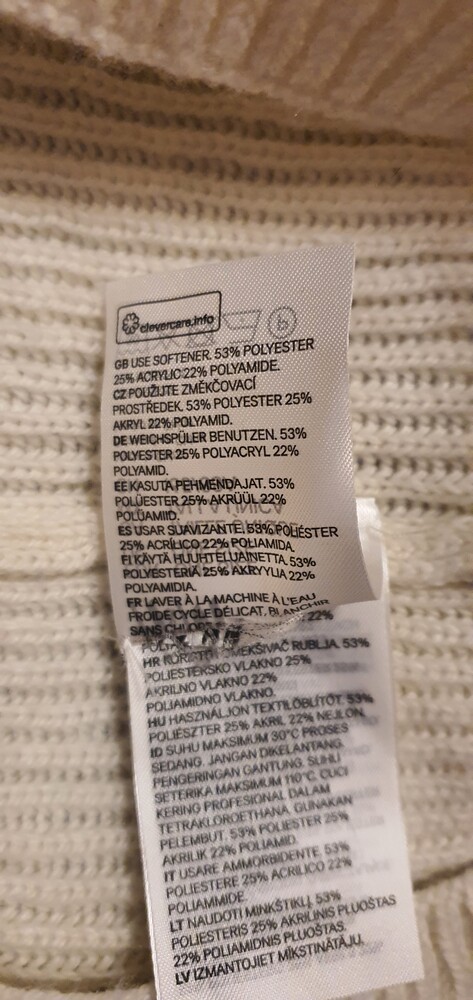 clevercare.info
GB USE SOFTENER. 53% POLYESTER
25% ACRYLIC 22% POLYAMIDE.
CZ POUŽIJTE ZMĚKČOVACÍ
PROSTŘEDEK. 53% POLYESTER 25%
AKRYL 22% POLYAMID.
DE WEICHSPÜLER BENUTZEN. 53%
POLYESTER 25% POLYACRYL 22%
POLYAMID.
EE KASUTA PEHMENDAJAT. 53%
POLÜESTER 25% AKRÜÜL 22%
POLÜAMIID.
ES USAR SUAVIZANTE. 53% POLIÉSTER
25% ACRÍLICO 22% POLIAMIDA.
FI KÄYTÄ HUUHTELUAINETTA. 53%
POLYESTERIÄ 25% AKRYYLIA 22%
POLYAMIDIA.
FR LAVER À LA MACHINE À L'EAU
FROIDE CYCLE DÉLICAT. BLANCHIR
SANS
22%
HR OMEKŠIVAČ RUBLJA. 53%
POLIESTERSKO VLAKNO 25%
AKRILNO VLAKNO 22%
POLIAMIDNO VLAKNO.
HU HASZNÁLJON TEXTILÖBLÍTŐT. 53%
POLIÉSZTER 25% AKRIL 22% NEJLON.
ID SUHU MAKSIMUM 30°C PROSES
SEDANG. JANGAN DIKELANTANG.
PENGERINGAN GANTUNG. SUHU
SETERIKA MAKSIMUM 110°C. CUCI
KERING PROFESIONAL DALAM
TETRAKLOROETHANA. GUNAKAN
PELEMBUT. 53% POLIESTER 25%
AKRILIK 22% POLIAMID.
IT USARE AMMORBIDENTE. 53%
POLIESTERE 25% ACRILICO 22%
POLIAMMIDE.
LT NAUDOTI MINKŠTIKLĮ. 53%
POLIESTERIS 25% AKRILINIS PLUOŠTAS
22% POLIAMIDNIS PLUOŠTAS.
LV IZMANTOJIET MĪKSTINĀTĀJU.